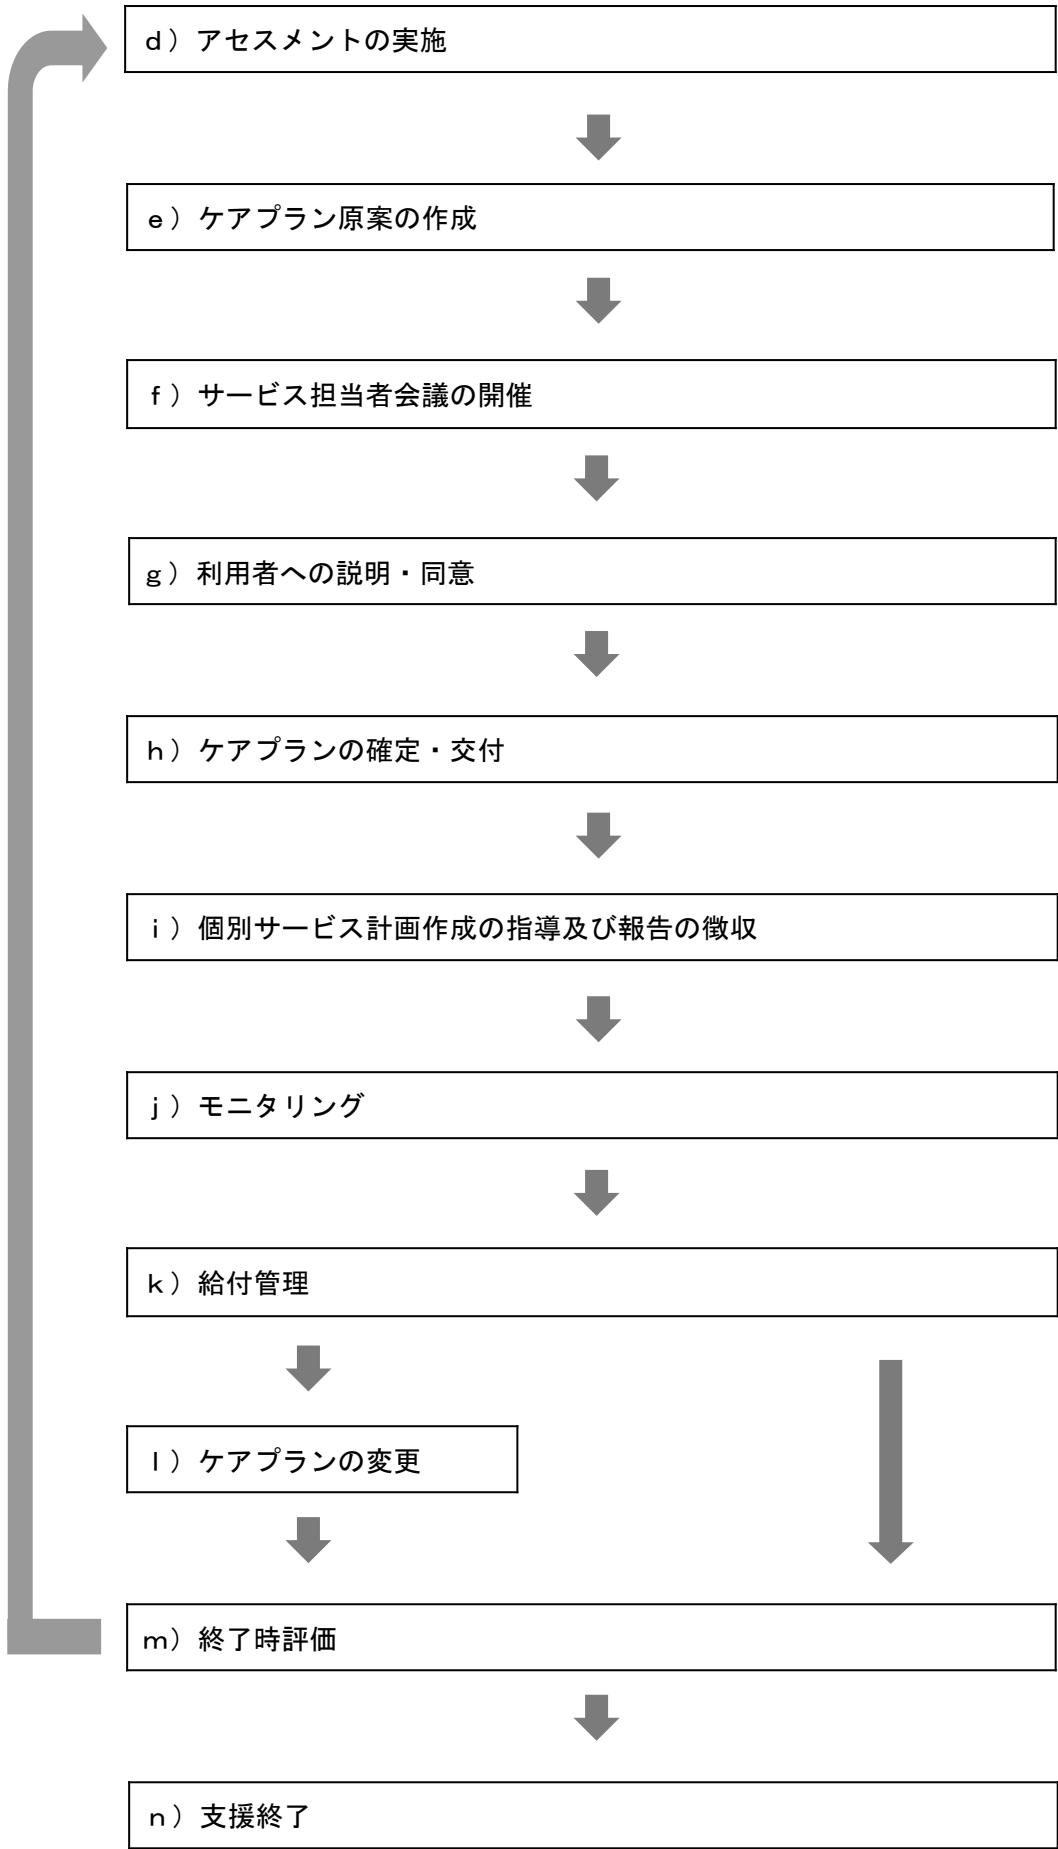 ｄ）アセスメントの実施
ｅ）ケアプラン原案の作成
ｆ）サービス担当者会議の開催
ｇ）利用者への説明・同意
ｈ）ケアプランの確定・交付
ｉ）個別サービス計画作成の指導及び報告の徴収
ｊ）モニタリング
ｋ）給付管理
ｌ）ケアプランの変更
ｍ）終了時評価
ｎ）支援終了